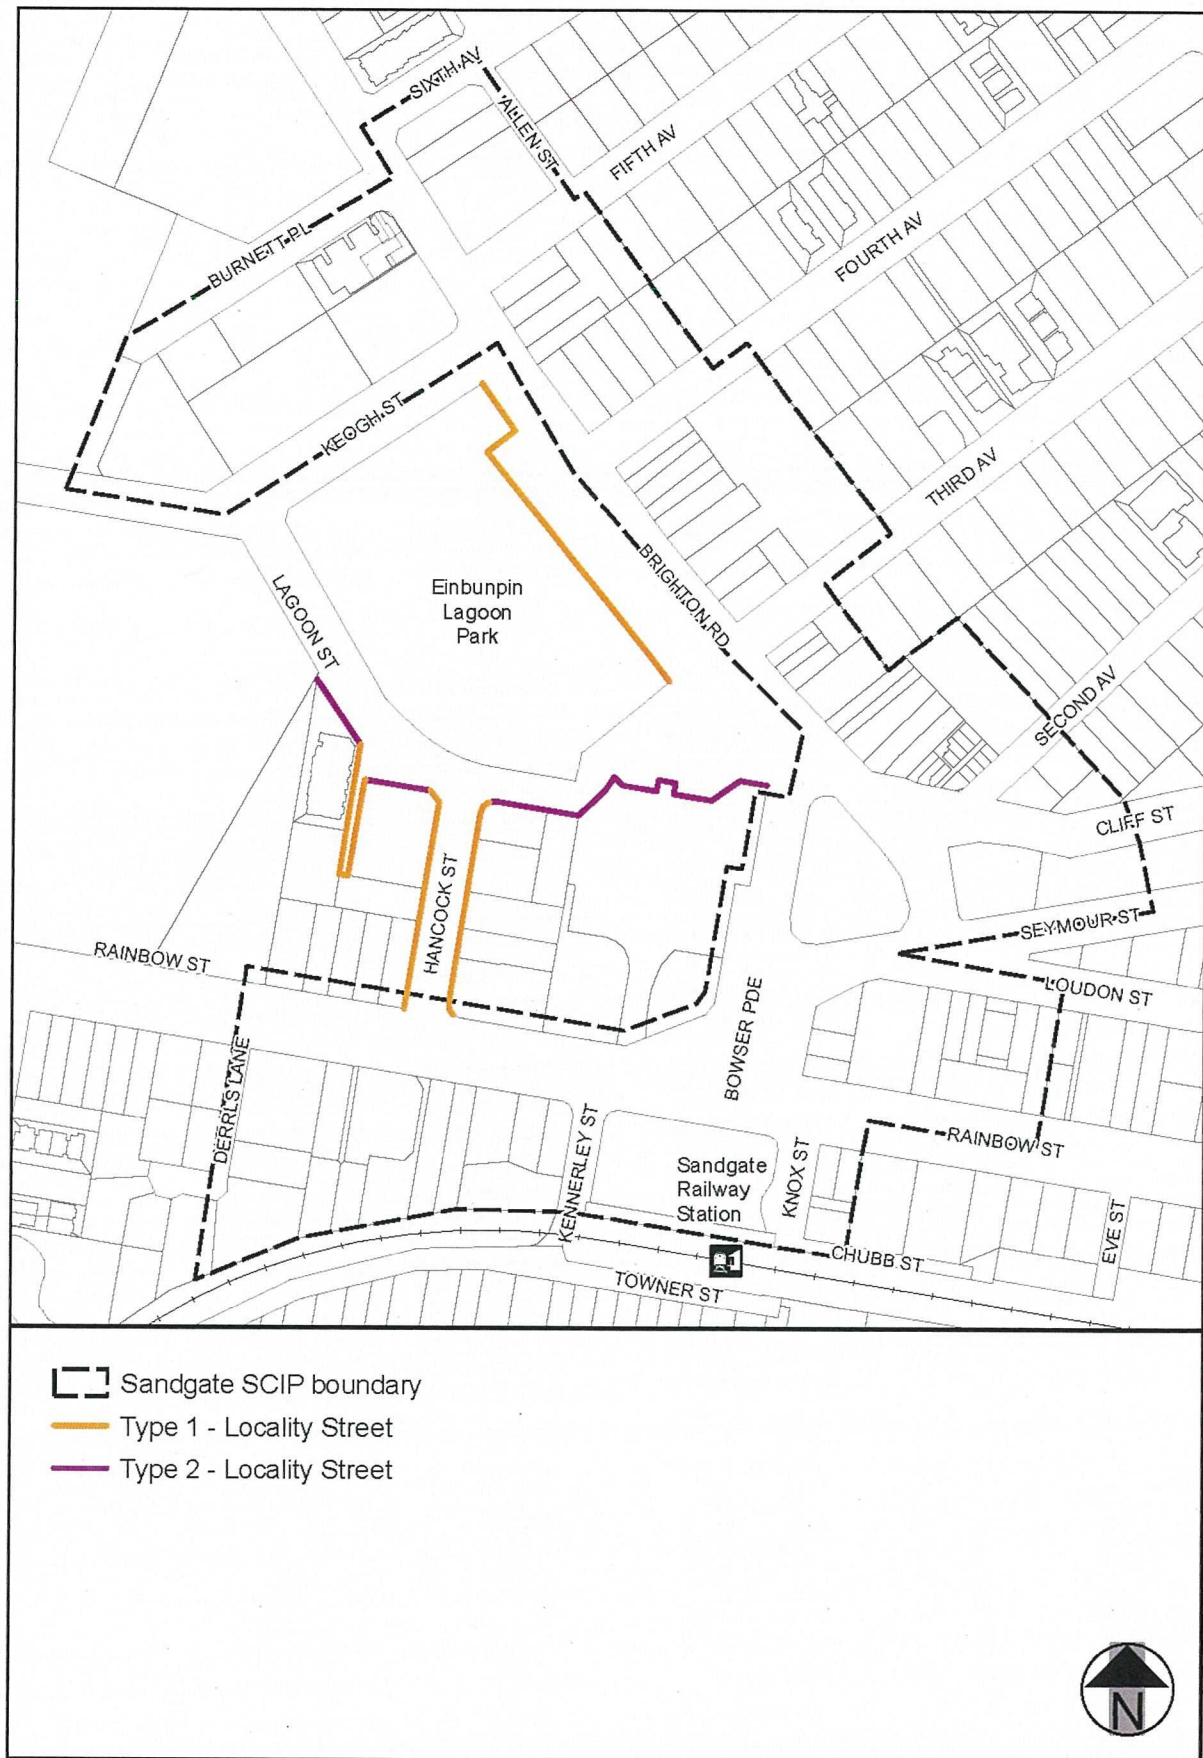 SIXTH AV
ALLEN ST
FIFTH AV
BURNETT PL
FOURTH AV
KEOGH ST
THIRD AV
BRIGHTON RD
Einbunpin
Lagoon
Park
LAGOON ST
SECOND AV
CLIFF ST
HANCOCK ST
SEYMOUR ST
RAINBOW ST
LOUDON ST
BOWSER PDE
DERRLS LANE
KENNERLEY ST
RAINBOW ST
KNOX ST
Sandgate
Railway
Station
EVE ST
CHUBB ST
TOWNER ST
Sandgate SCIP boundary
Type 1 - Locality Street
Type 2 - Locality Street
N